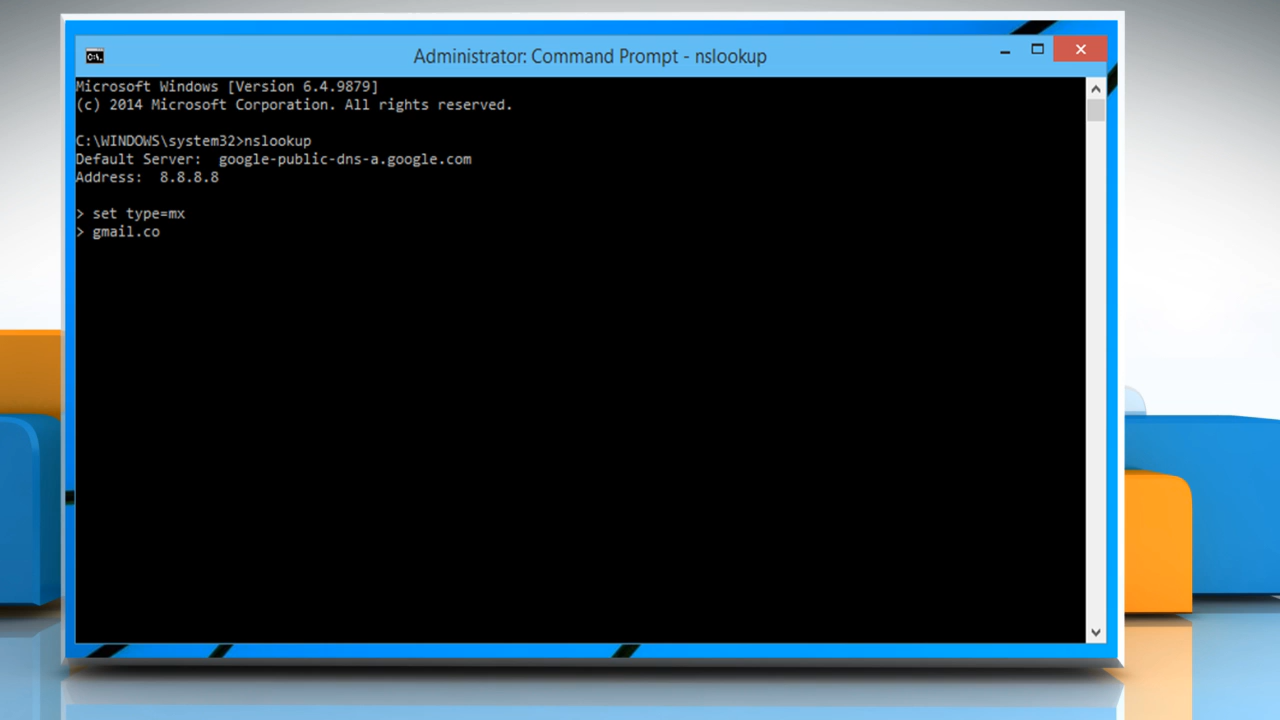 Administrator: Command Prompt - nslookup
Microsoft Windows [Version 6.4.9879]
(c) 2014 Microsoft Corporation. All rights reserved.
C:\WINDOWS\system32>nslookup
Default Server:  google-public-dns-a.google.com
Address:  8.8.8.8
> set type=mx
> gmail.co